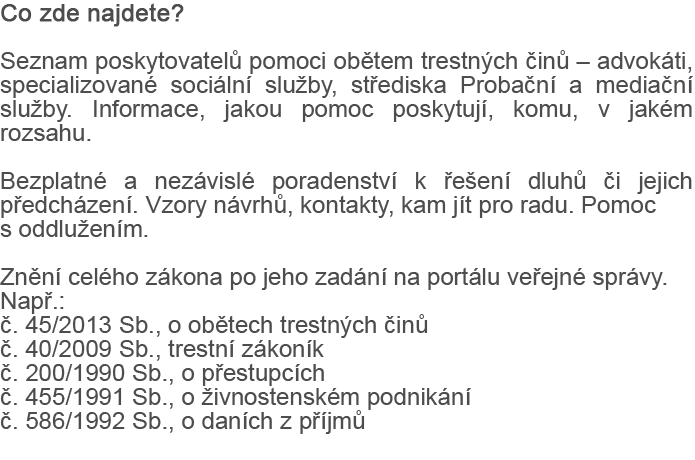 Co zde najdete?
Seznam poskytovatelů pomoci obětem trestných činů – advokáti,
specializované sociální služby, střediska Probační a mediační
služby. Informace, jakou pomoc poskytují, komu, v jakém
rozsahu.
Bezplatné a nezávislé poradenství k řešení dluhů či jejich
předcházení. Vzory návrhů, kontakty, kam jít pro radu. Pomoc
s oddlužením.
Znění celého zákona po jeho zadání na portálu veřejné správy.
Např.:
č. 45/2013 Sb., o obětech trestných činů
č. 40/2009 Sb., trestní zákoník
č. 200/1990 Sb., o přestupcích
č. 455/1991 Sb., o živnostenském podnikání
č. 586/1992 Sb., o daních z příjmů